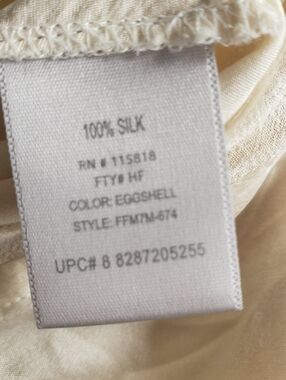 100% SILK
RN # 115818
FTY# HF
COLOR: EGGSHELL
STYLE: FFM7M-674
UPC# 8 8287205255